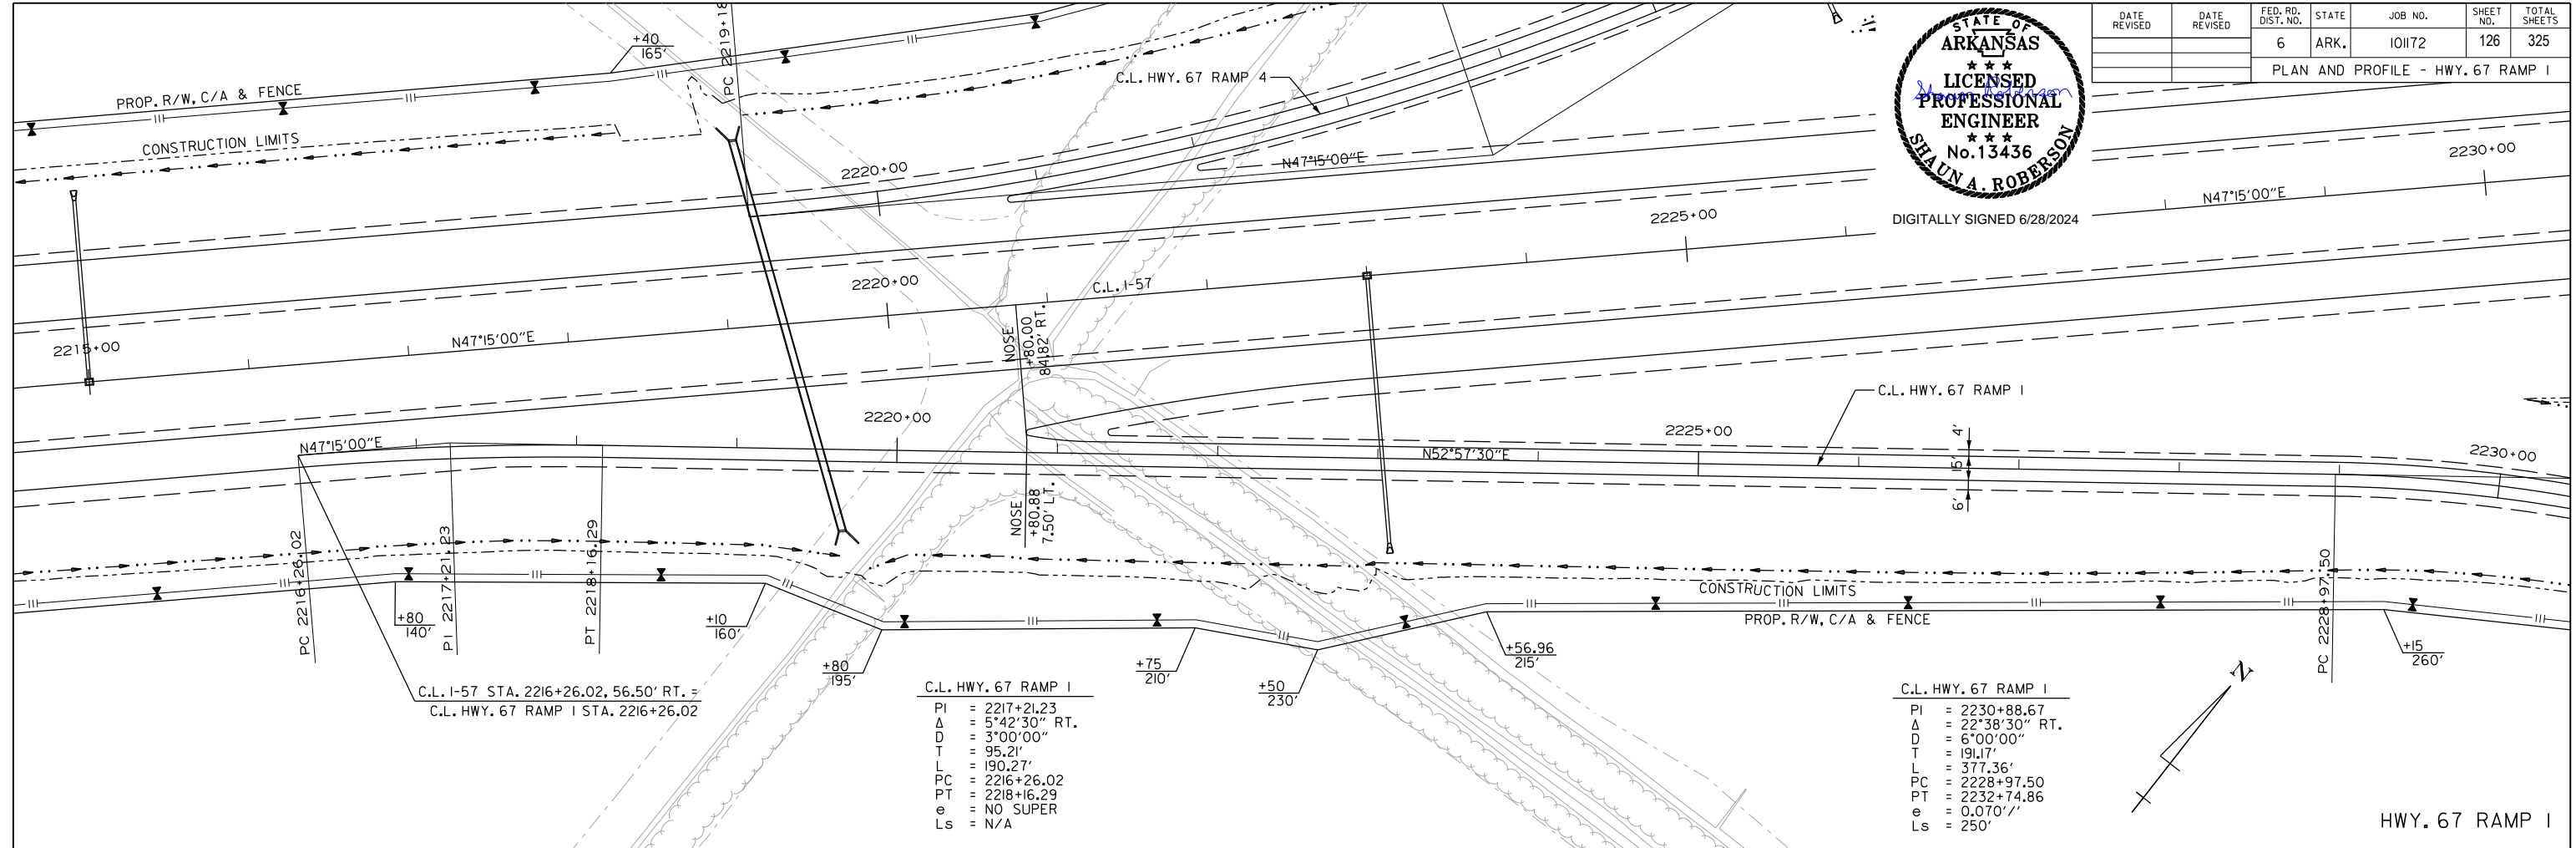 DATE REVISED
DATE REVISED
FED. RD. DIST. NO.
STATE
JOB NO.
SHEET NO.
TOTAL SHEETS
6
ARK.
101172
126
325
PLAN AND PROFILE - HWY. 67 RAMP 1
STATE OF
ARKANSAS
LICENSED
PROFESSIONAL
ENGINEER
No.13436
SHAUN A. ROBERSON
Shaun Roberson
DIGITALLY SIGNED 6/28/2024
+40
165'
PC 2219+18
PROP. R/W, C/A & FENCE
CONSTRUCTION LIMITS
C.L. HWY. 67 RAMP 4
N47°15'00"E
2220+00
2225+00
2230+00
N47°15'00"E
2220+00
C.L. I-57
N47°15'00"E
2215+00
NOSE
+80.00
84.82' RT.
C.L. HWY. 67 RAMP 1
2220+00
2225+00
2230+00
N47°15'00"E
N52°57'30"E
4'
15'
6'
NOSE
+80.88
7.50' LT.
PC 2216+26.02
PI 2217+21.23
PT 2218+16.29
PC 2228+97.50
CONSTRUCTION LIMITS
PROP. R/W, C/A & FENCE
+80
140'
+10
160'
+80
195'
+75
210'
+50
230'
+56.96
215'
+15
260'
N
C.L. I-57 STA. 2216+26.02, 56.50' RT. =
C.L. HWY. 67 RAMP 1 STA. 2216+26.02
C.L. HWY. 67 RAMP 1
PI = 2217+21.23
Δ = 5°42'30" RT.
D = 3°00'00"
T = 95.21'
L = 190.27'
PC = 2216+26.02
PT = 2218+16.29
e = NO SUPER
Ls = N/A
C.L. HWY. 67 RAMP 1
PI = 2230+88.67
Δ = 22°38'30" RT.
D = 6°00'00"
T = 191.17'
L = 377.36'
PC = 2228+97.50
PT = 2232+74.86
e = 0.070'/'
Ls = 250'
HWY. 67 RAMP 1